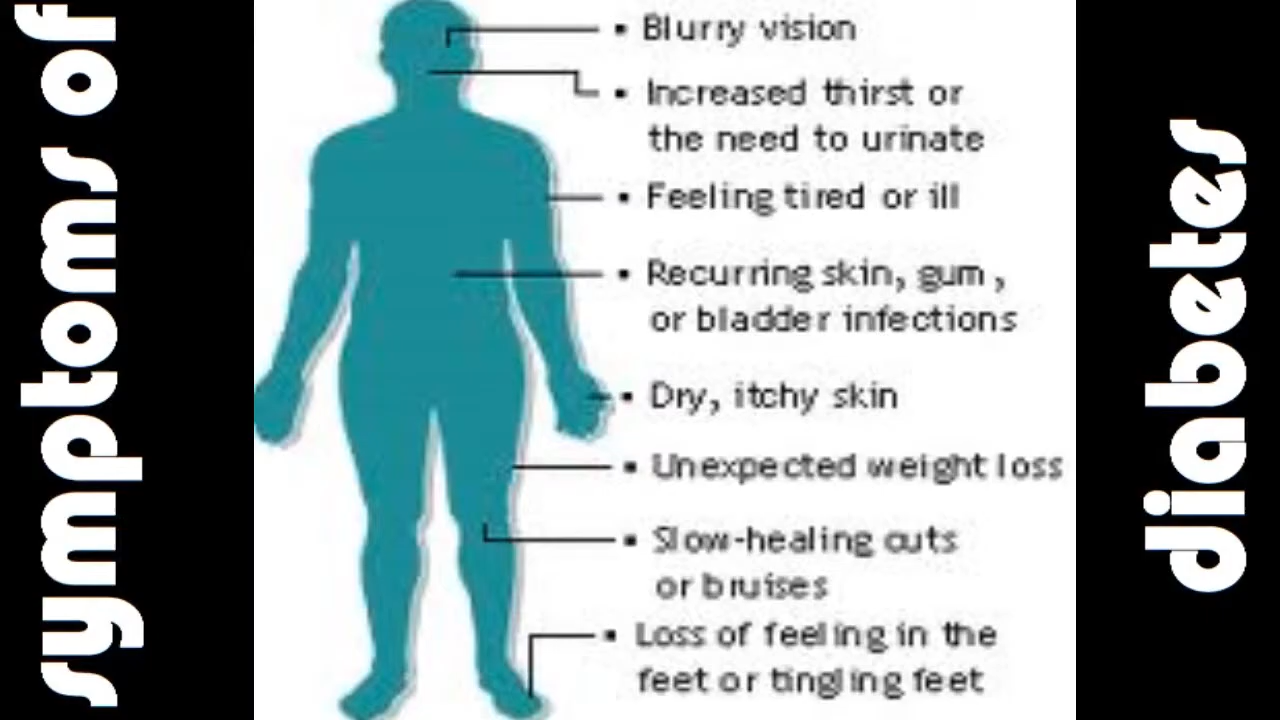 symptoms of
Blurry vision
Increased thirst or
the need to urinate
Feeling tired or ill
Recurring skin, gum,
or bladder infections
Dry, itchy skin
Unexpected weight loss
Slow-healing cuts
or bruises
Loss of feeling in the
feet or tingling feet
diabetes